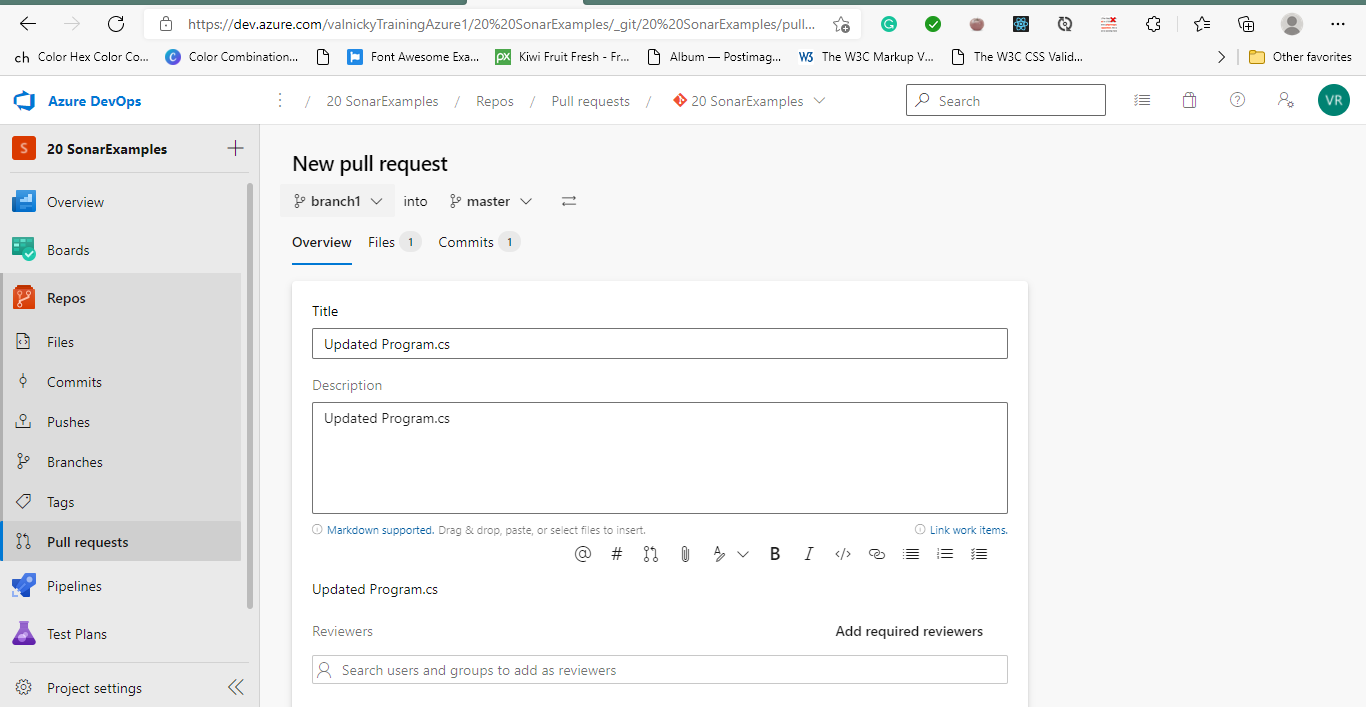 https://dev.azure.com/valnickyTrainingAzure1/20%20SonarExamples/_git/20%20SonarExamples/pull...
ch Color Hex Color Co... C Color Combination... Font Awesome Exa... px Kiwi Fruit Fresh - Fr... Album — Postimag... W3 The W3C Markup V... The W3C CSS Valid... Other favorites
Azure DevOps / 20 SonarExamples / Repos / Pull requests / 20 SonarExamples Search VR
S 20 SonarExamples
Overview
Boards
Repos
Files
Commits
Pushes
Branches
Tags
Pull requests
Pipelines
Test Plans
Project settings
New pull request
branch1 into master
Overview Files 1 Commits 1
Title
Updated Program.cs
Description
Updated Program.cs
Markdown supported. Drag & drop, paste, or select files to insert. Link work items.
@ # A B I </>
Updated Program.cs
Reviewers Add required reviewers
Search users and groups to add as reviewers